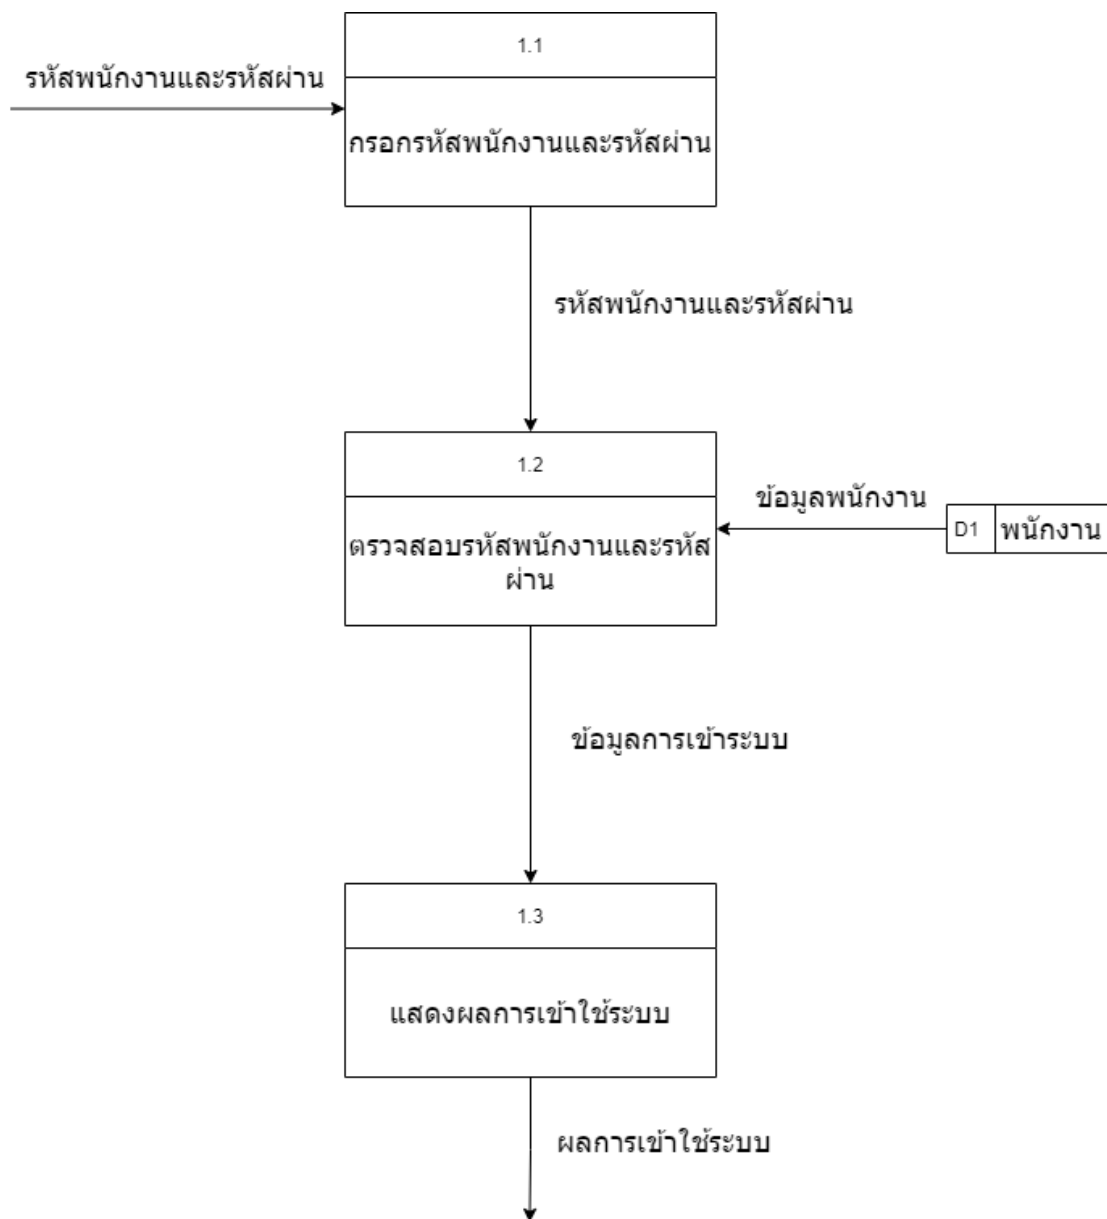 1.1
รหัสพนักงานและรหัสผ่าน
กรอกรหัสพนักงานและรหัสผ่าน
รหัสพนักงานและรหัสผ่าน
1.2
ข้อมูลพนักงาน
D1 พนักงาน
ตรวจสอบรหัสพนักงานและรหัส
ผ่าน
ข้อมูลการเข้าระบบ
1.3
แสดงผลการเข้าใช้ระบบ
ผลการเข้าใช้ระบบ